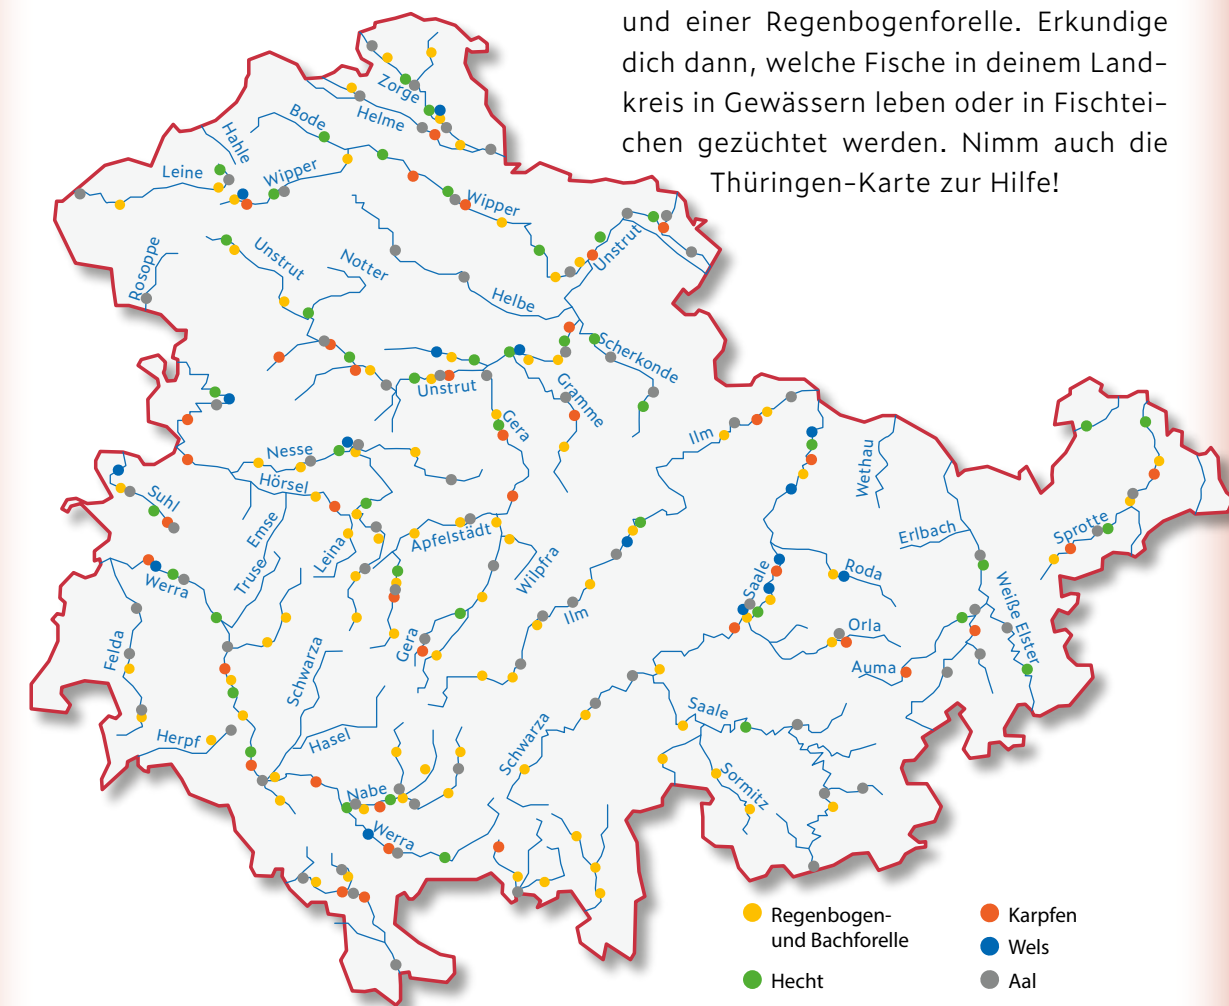 und einer Regenbogenforelle. Erkundige
dich dann, welche Fische in deinem Land-
kreis in Gewässern leben oder in Fischtei-
chen gezüchtet werden. Nimm auch die
Thüringen-Karte zur Hilfe!
Zorge
Helme
Bode
Hahle
Leine
Wipper
Wipper
Unstrut
Rosoppe
Unstrut
Notter
Helbe
Scherkonde
Unstrut
Gramme
Gera
Ilm
Nesse
Hörsel
Wethau
Suhl
Emse
Leina
Apfelstädt
Erlbach
Sprotte
Werra
Truse
Wilpfra
Saale
Roda
Weiße Elster
Ilm
Felda
Schwarza
Gera
Orla
Auma
Saale
Herpf
Hasel
Schwarza
Sormitz
Nabe
Werra
Regenbogen-
und Bachforelle
Hecht
Karpfen
Wels
Aal